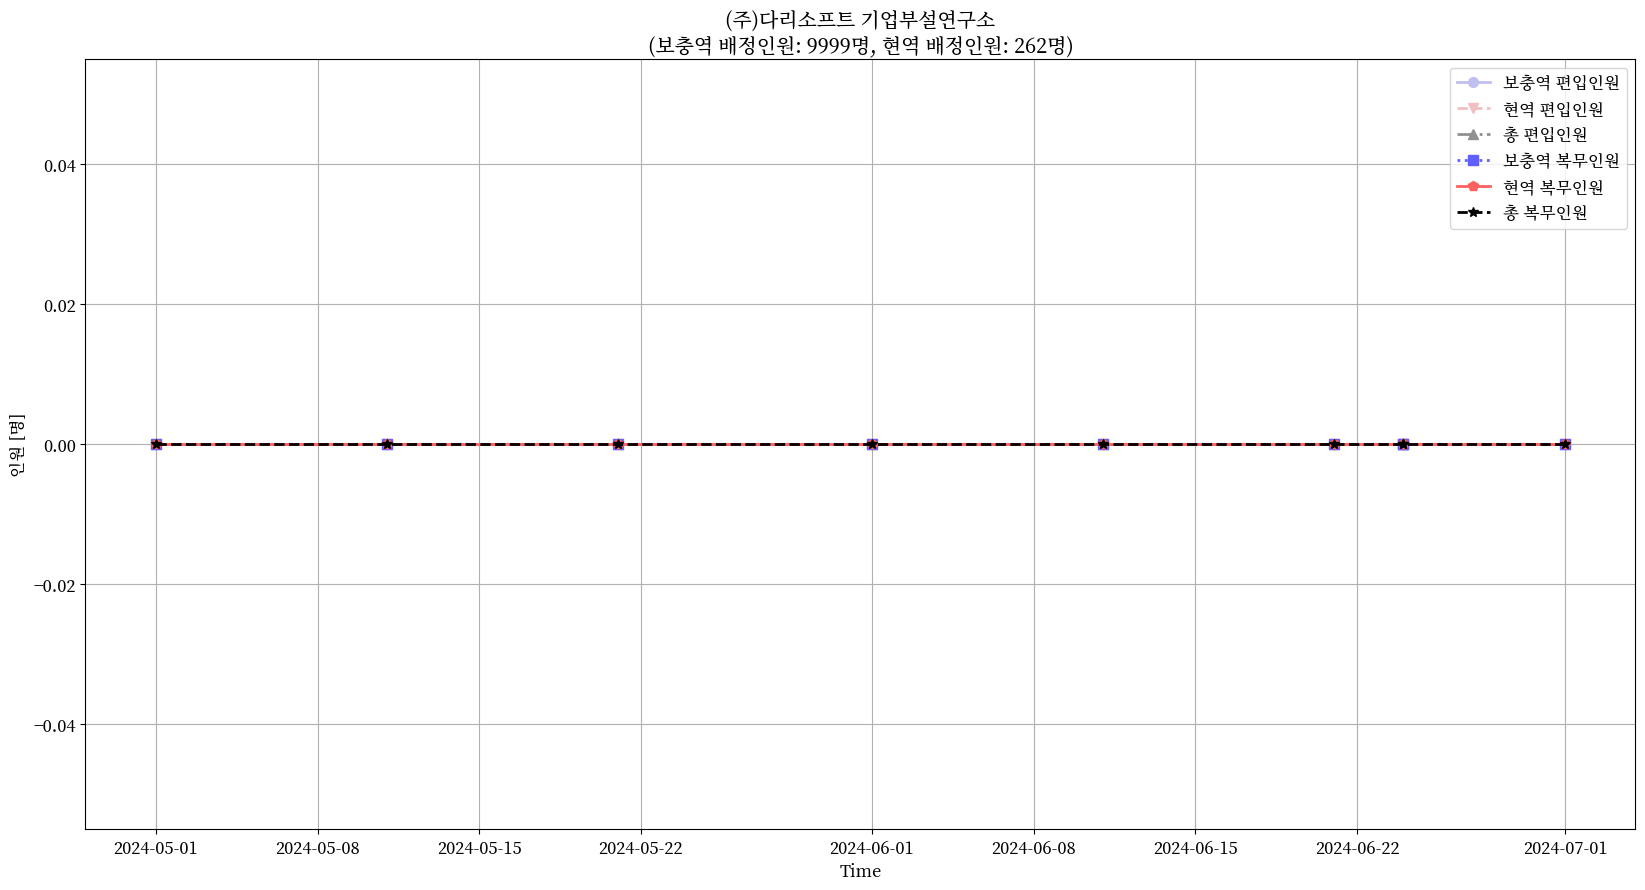 (주)다리소프트 기업부설연구소
(보충역 배정인원: 9999명, 현역 배정인원: 262명)
보충역 편입인원
현역 편입인원
총 편입인원
보충역 복무인원
현역 복무인원
총 복무인원
인원 [명]
0.04
0.02
0.00
−0.02
−0.04
2024-05-01
2024-05-08
2024-05-15
2024-05-22
2024-06-01
2024-06-08
2024-06-15
2024-06-22
2024-07-01
Time